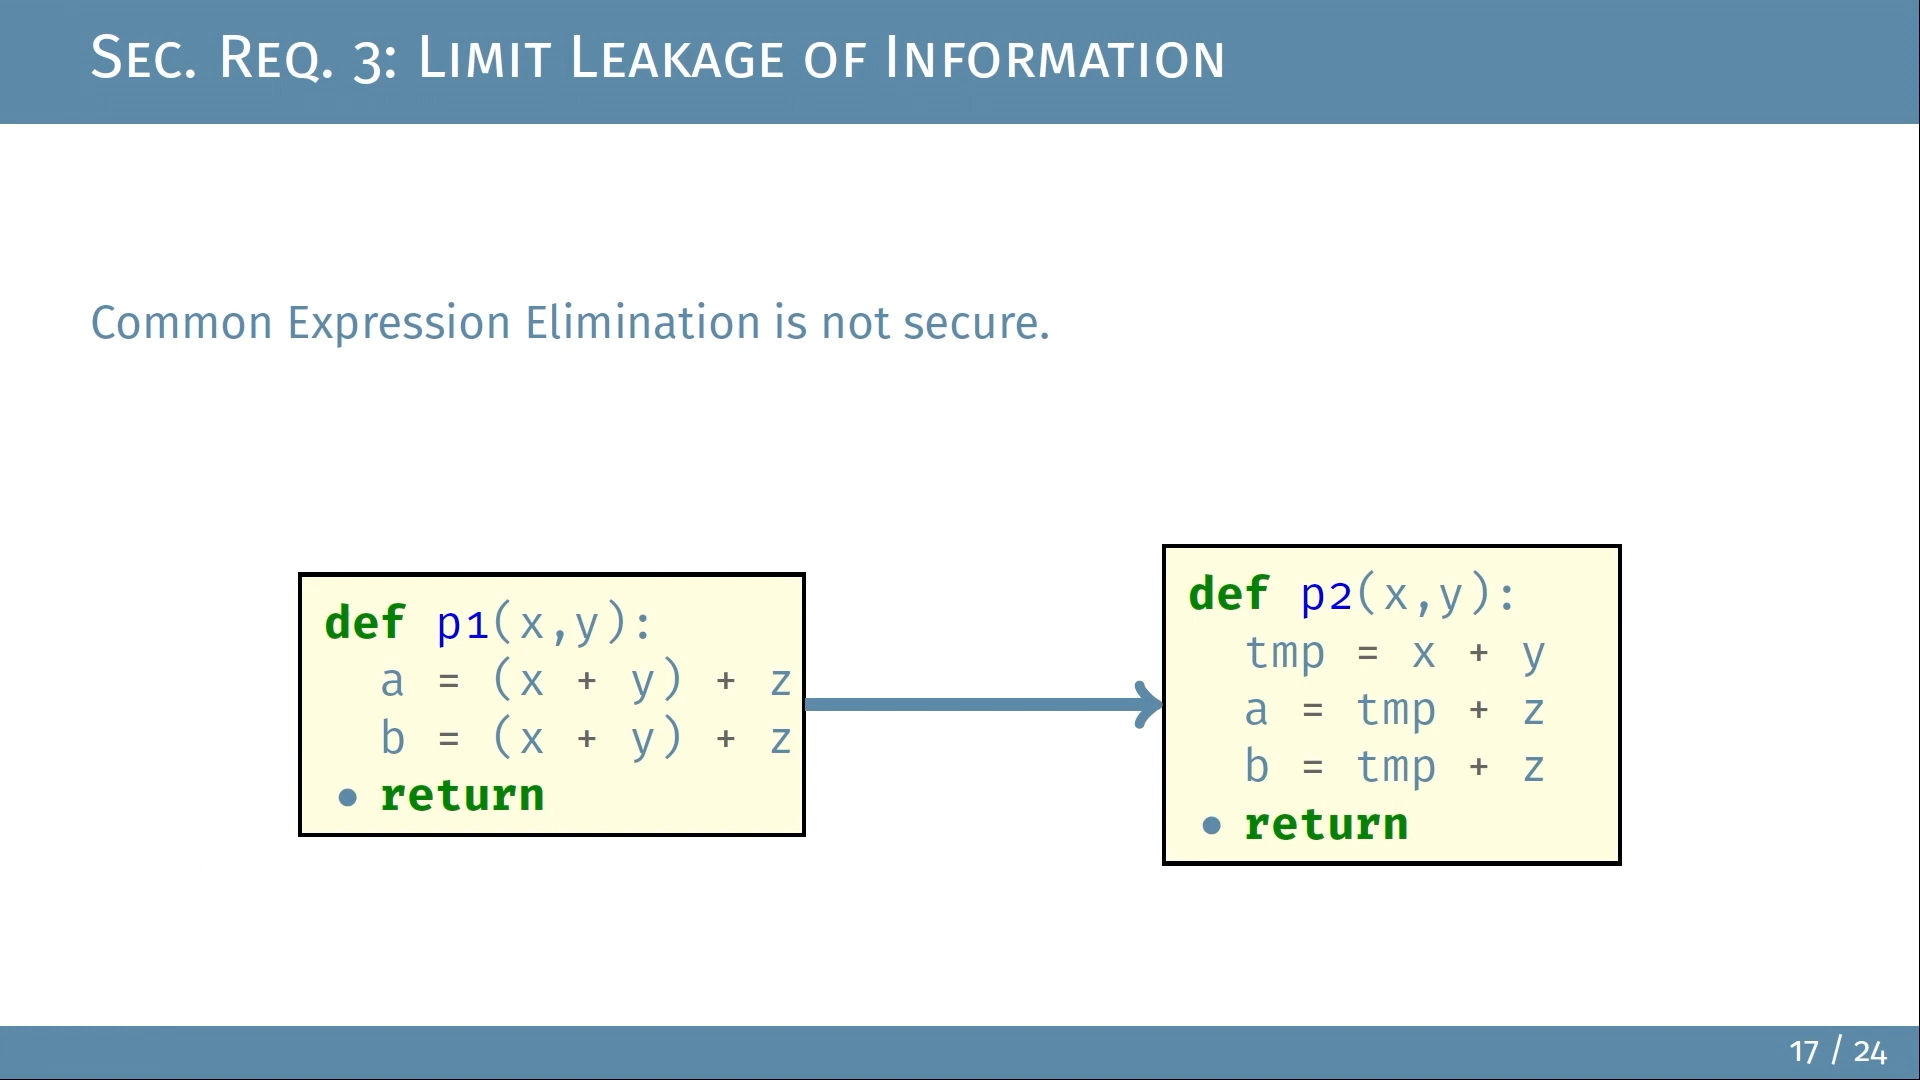 Sec. Req. 3: Limit Leakage of Information
Common Expression Elimination is not secure.
def p1(x,y):
a = (x + y) + z
b = (x + y) + z
• return
def p2(x,y):
tmp = x + y
a = tmp + z
b = tmp + z
• return
17 / 24